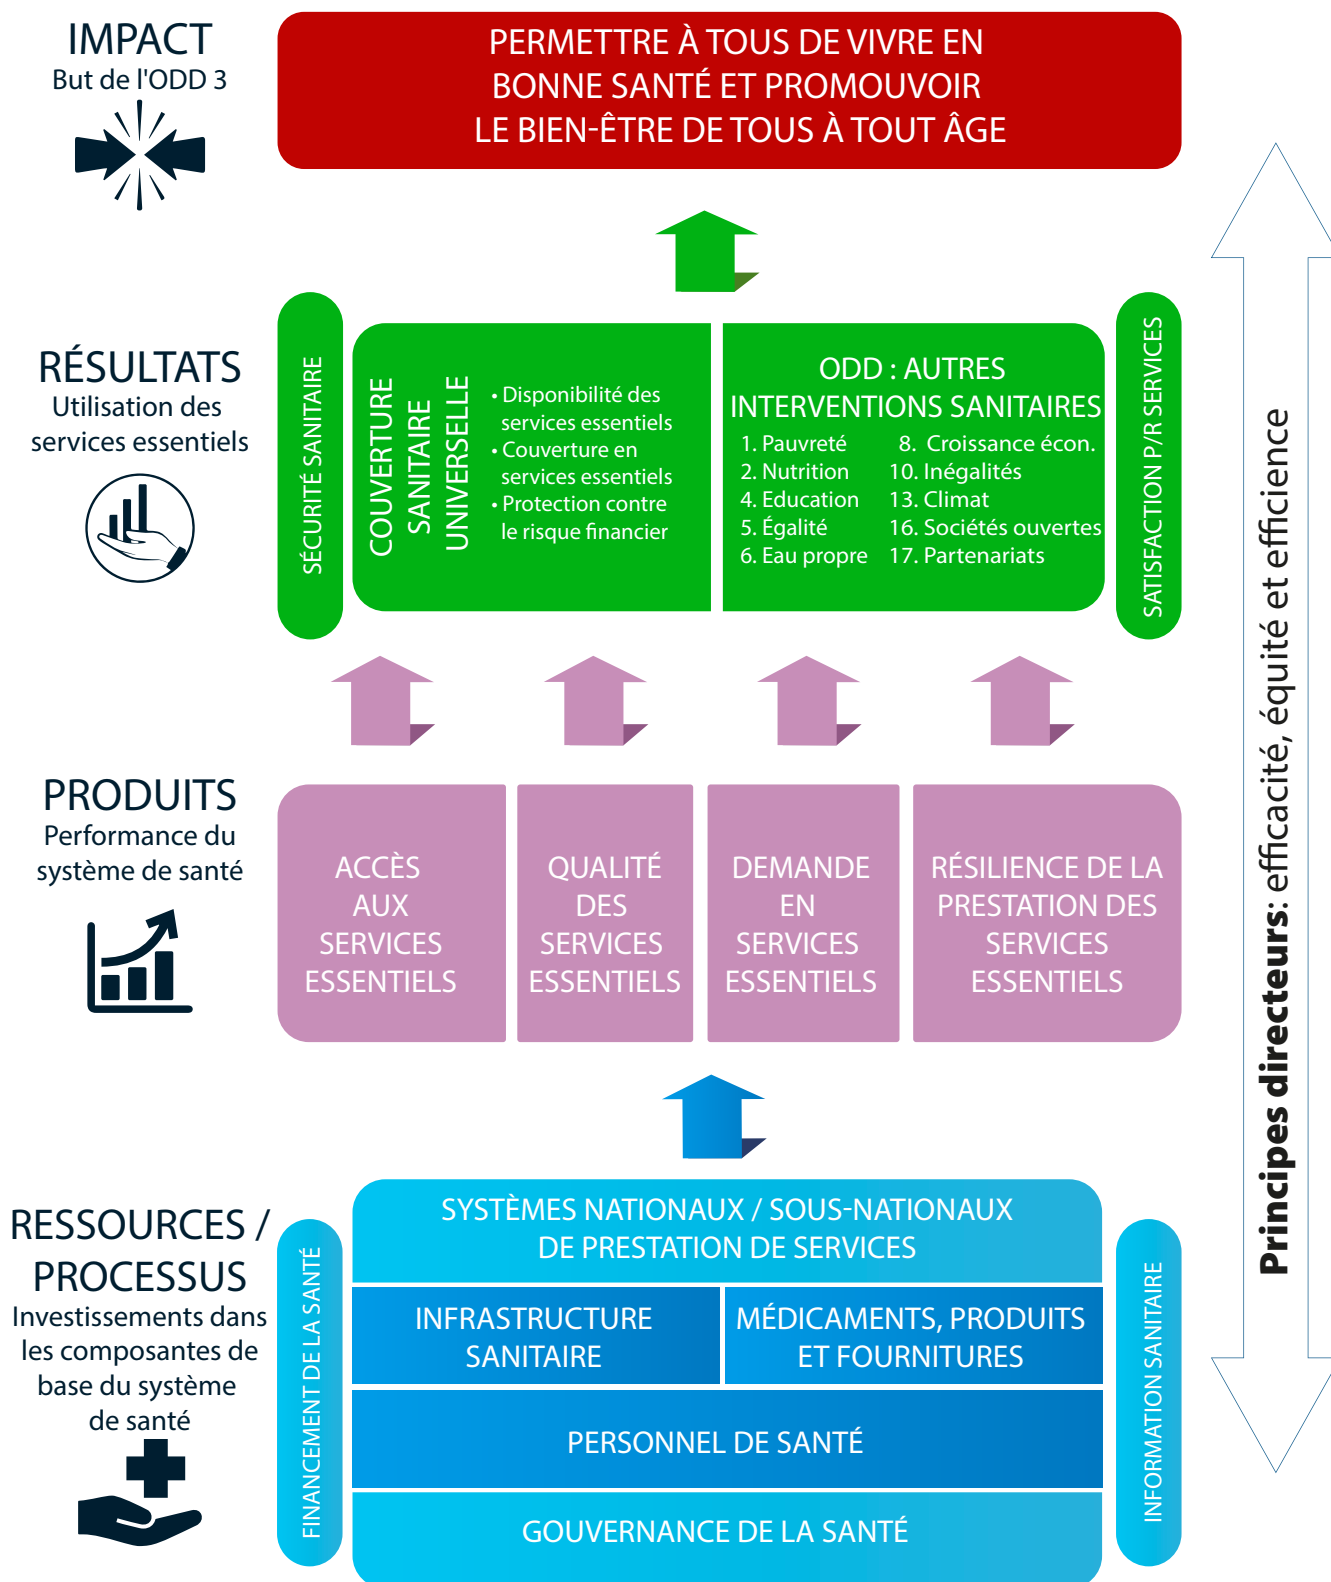 IMPACT
But de l'ODD 3
PERMETTRE À TOUS DE VIVRE EN
BONNE SANTÉ ET PROMOUVOIR
LE BIEN-ÊTRE DE TOUS À TOUT ÂGE
RÉSULTATS
Utilisation des
services essentiels
SÉCURITÉ SANITAIRE
COUVERTURE
SANITAIRE
UNIVERSELLE
• Disponibilité des
services essentiels
• Couverture en
services essentiels
• Protection contre
le risque financier
ODD : AUTRES
INTERVENTIONS SANITAIRES
1. Pauvreté
2. Nutrition
4. Education
5. Égalité
6. Eau propre
8. Croissance écon.
10. Inégalités
13. Climat
16. Sociétés ouvertes
17. Partenariats
SATISFACTION P/R SERVICES
PRODUITS
Performance du
système de santé
ACCÈS
AUX
SERVICES
ESSENTIELS
QUALITÉ
DES
SERVICES
ESSENTIELS
DEMANDE
EN
SERVICES
ESSENTIELS
RÉSILIENCE DE LA
PRESTATION DES
SERVICES
ESSENTIELS
RESSOURCES /
PROCESSUS
Investissements dans
les composantes de
base du système
de santé
FINANCEMENT DE LA SANTÉ
SYSTÈMES NATIONAUX / SOUS-NATIONAUX
DE PRESTATION DE SERVICES
INFRASTRUCTURE
SANITAIRE
MÉDICAMENTS, PRODUITS
ET FOURNITURES
PERSONNEL DE SANTÉ
GOUVERNANCE DE LA SANTÉ
INFORMATION SANITAIRE
Principes directeurs: efficacité, équité et efficience